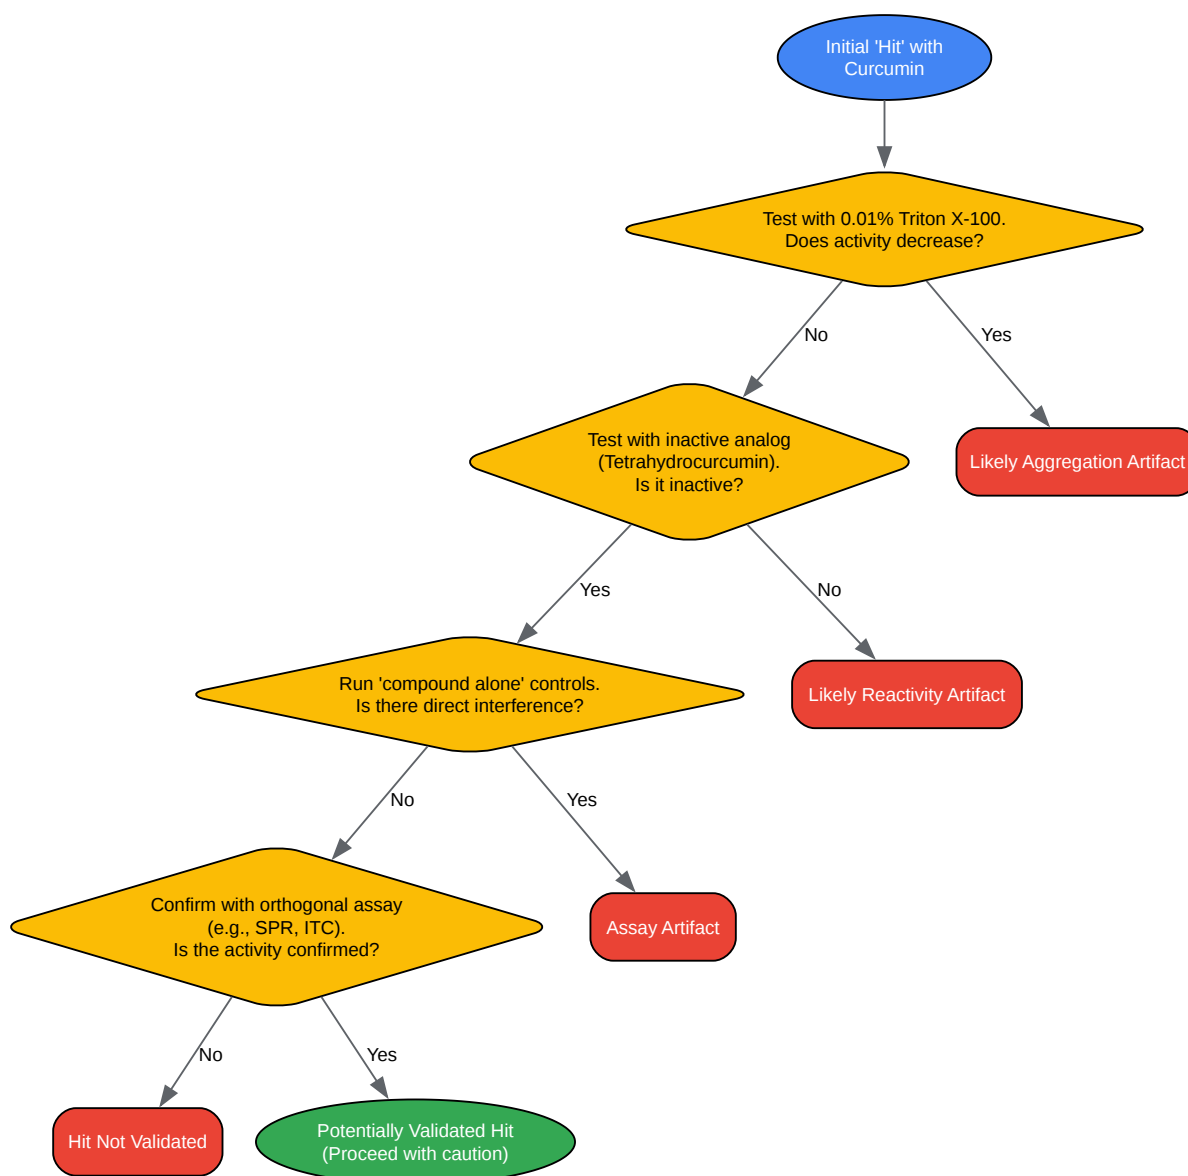 Initial 'Hit' with
Curcumin
Test with 0.01% Triton X-100.
Does activity decrease?
No
Yes
Test with inactive analog
(Tetrahydrocurcumin).
Is it inactive?
Likely Aggregation Artifact
Yes
No
Run 'compound alone' controls.
Is there direct interference?
Likely Reactivity Artifact
No
Yes
Confirm with orthogonal assay
(e.g., SPR, ITC).
Is the activity confirmed?
Assay Artifact
No
Yes
Hit Not Validated
Potentially Validated Hit
(Proceed with caution)